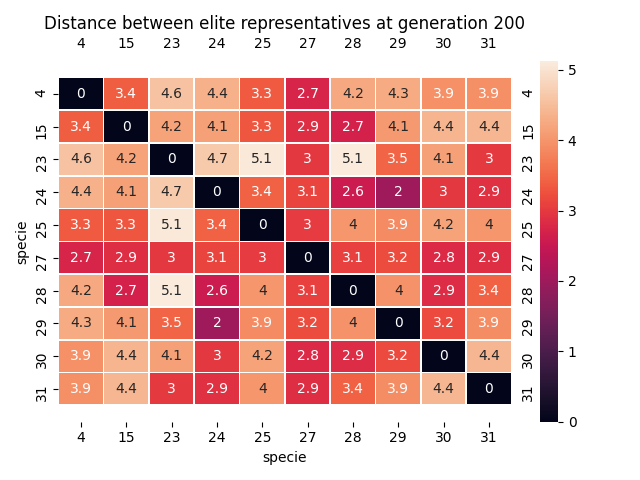 Distance between elite representatives at generation 200
4 15 23 24 25 27 28 29 30 31
4 0 3.4 4.6 4.4 3.3 2.7 4.2 4.3 3.9 3.9 4 5
15 3.4 0 4.2 4.1 3.3 2.9 2.7 4.1 4.4 4.4 15 4
23 4.6 4.2 0 4.7 5.1 3 5.1 3.5 4.1 3 23
24 4.4 4.1 4.7 0 3.4 3.1 2.6 2 3 2.9 24 3
25 3.3 3.3 5.1 3.4 0 3 4 3.9 4.2 4 25
27 2.7 2.9 3 3.1 3 0 3.1 3.2 2.8 2.9 27 2
28 4.2 2.7 5.1 2.6 4 3.1 0 4 2.9 3.4 28
29 4.3 4.1 3.5 2 3.9 3.2 4 0 3.2 3.9 29 1
30 3.9 4.4 4.1 3 4.2 2.8 2.9 3.2 0 4.4 30
31 3.9 4.4 3 2.9 4 2.9 3.4 3.9 4.4 0 31 0
4 15 23 24 25 27 28 29 30 31
specie
specie